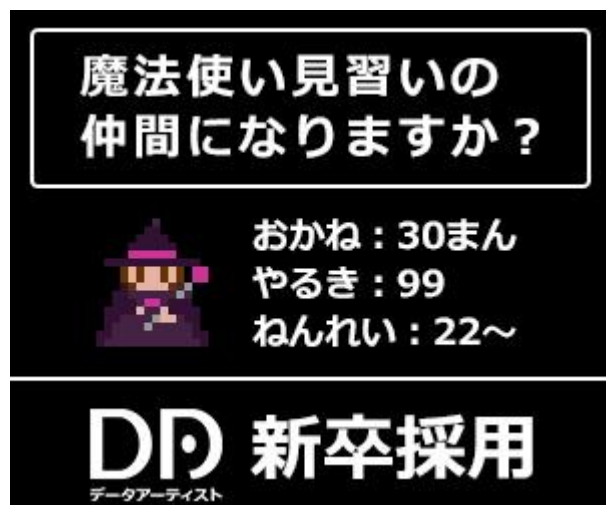 魔法使い見習いの
仲間になりますか？
おかね：30まん
やるき：99
ねんれい：22～
DD 新卒採用
データアーティスト